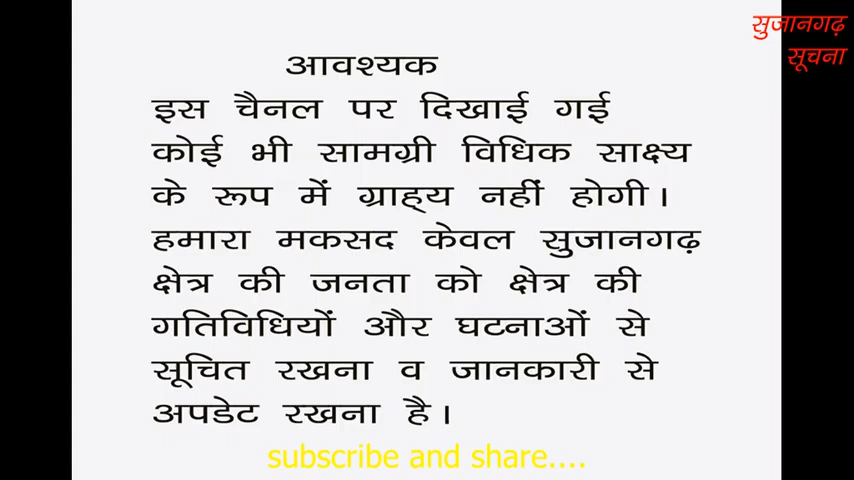 सुजानगढ़
सूचना
आवश्यक
इस चैनल पर दिखाई गई
कोई भी सामग्री विधिक साक्ष्य
के रूप में ग्राह्य नहीं होगी।
हमारा मकसद केवल सुजानगढ़
क्षेत्र की जनता को क्षेत्र की
गतिविधियों और घटनाओं से
सूचित रखना व जानकारी से
अपडेट रखना है।
subscribe and share....